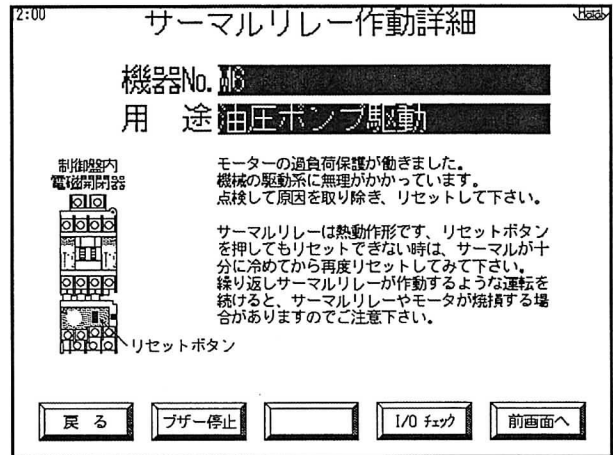 2:00
サーマルリレー作動詳細
機器No. M6
用 途 油圧ポンプ駆動
制御盤内
電磁開閉器
モーターの過負荷保護が働きました。
機械の駆動系に無理がかかっています。
点検して原因を取り除き、リセットして下さい。
サーマルリレーは熱動作形です、リセットボタン
を押してもリセットできない時は、サーマルが十
分に冷めてから再度リセットしてみて下さい。
繰り返しサーマルリレーが作動するような運転を
続けると、サーマルリレーやモータが焼損する場
合がありますのでご注意下さい。
リセットボタン
戻 る
ブザー停止
I/O チェック
前画面へ